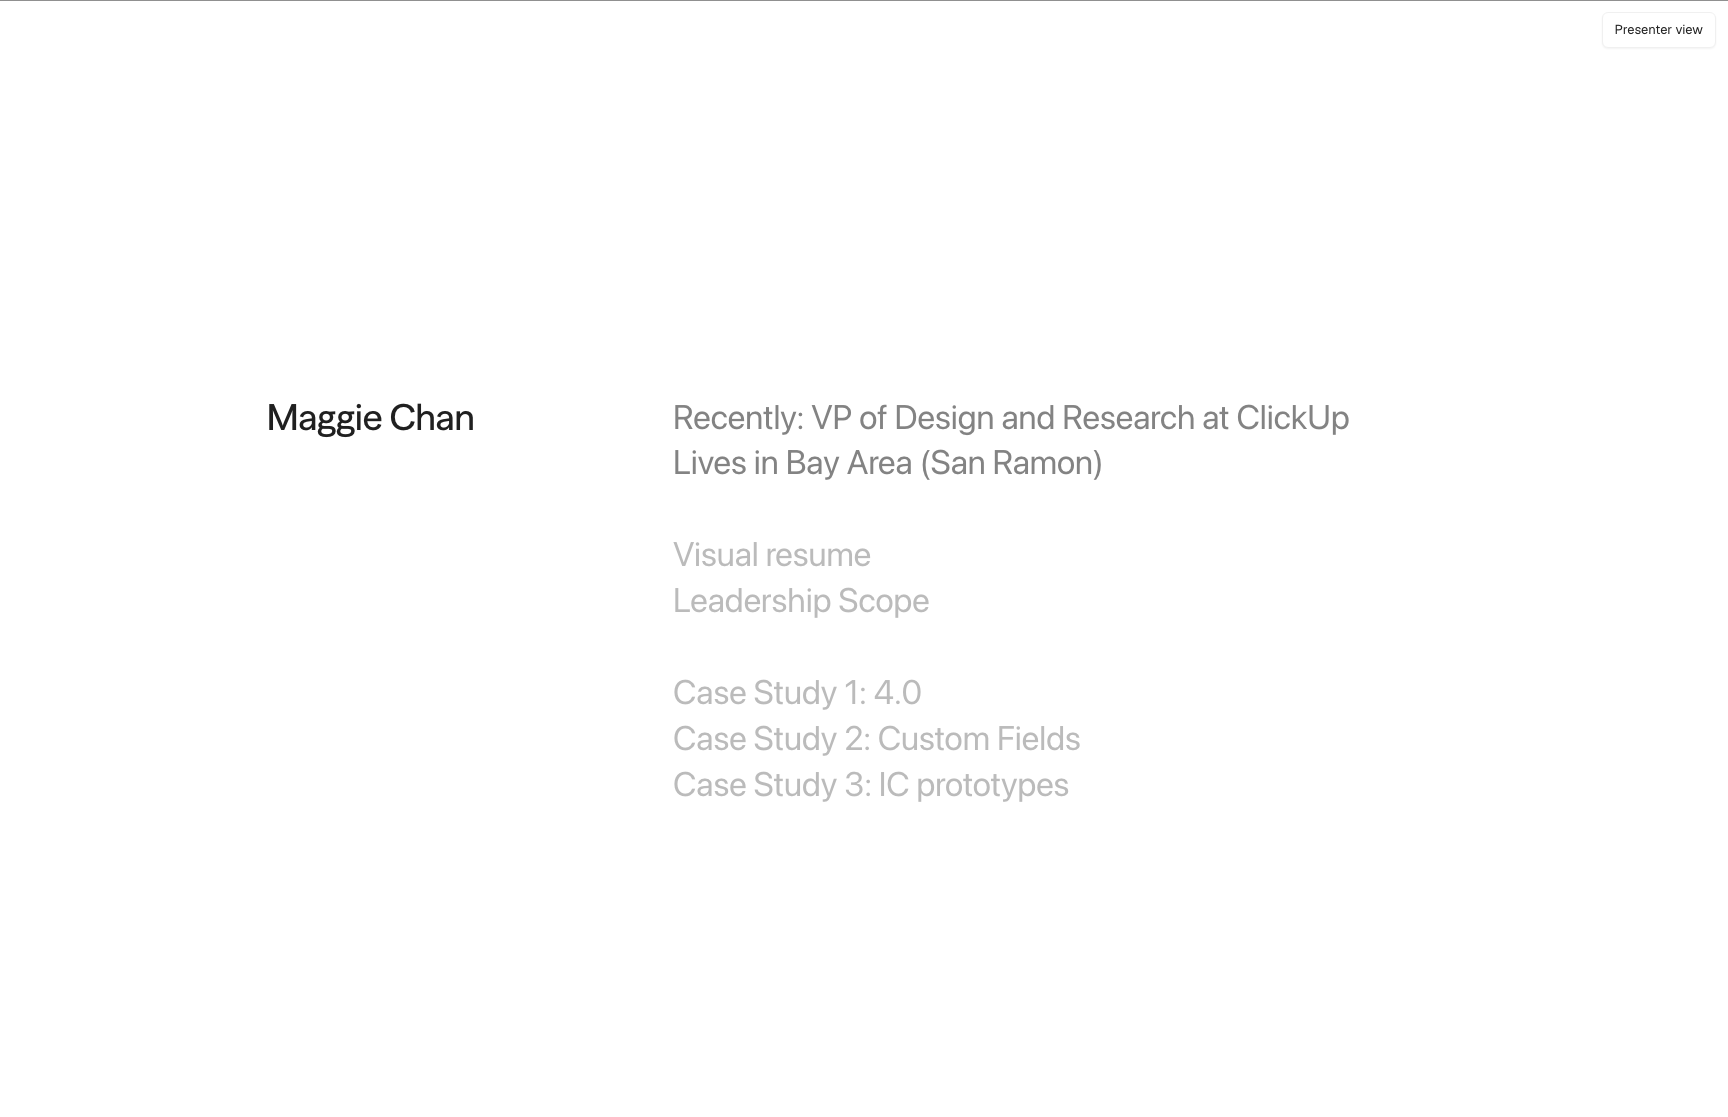 Presenter view
Maggie Chan
Recently: VP of Design and Research at ClickUp
Lives in Bay Area (San Ramon)
Visual resume
Leadership Scope
Case Study 1: 4.0
Case Study 2: Custom Fields
Case Study 3: IC prototypes